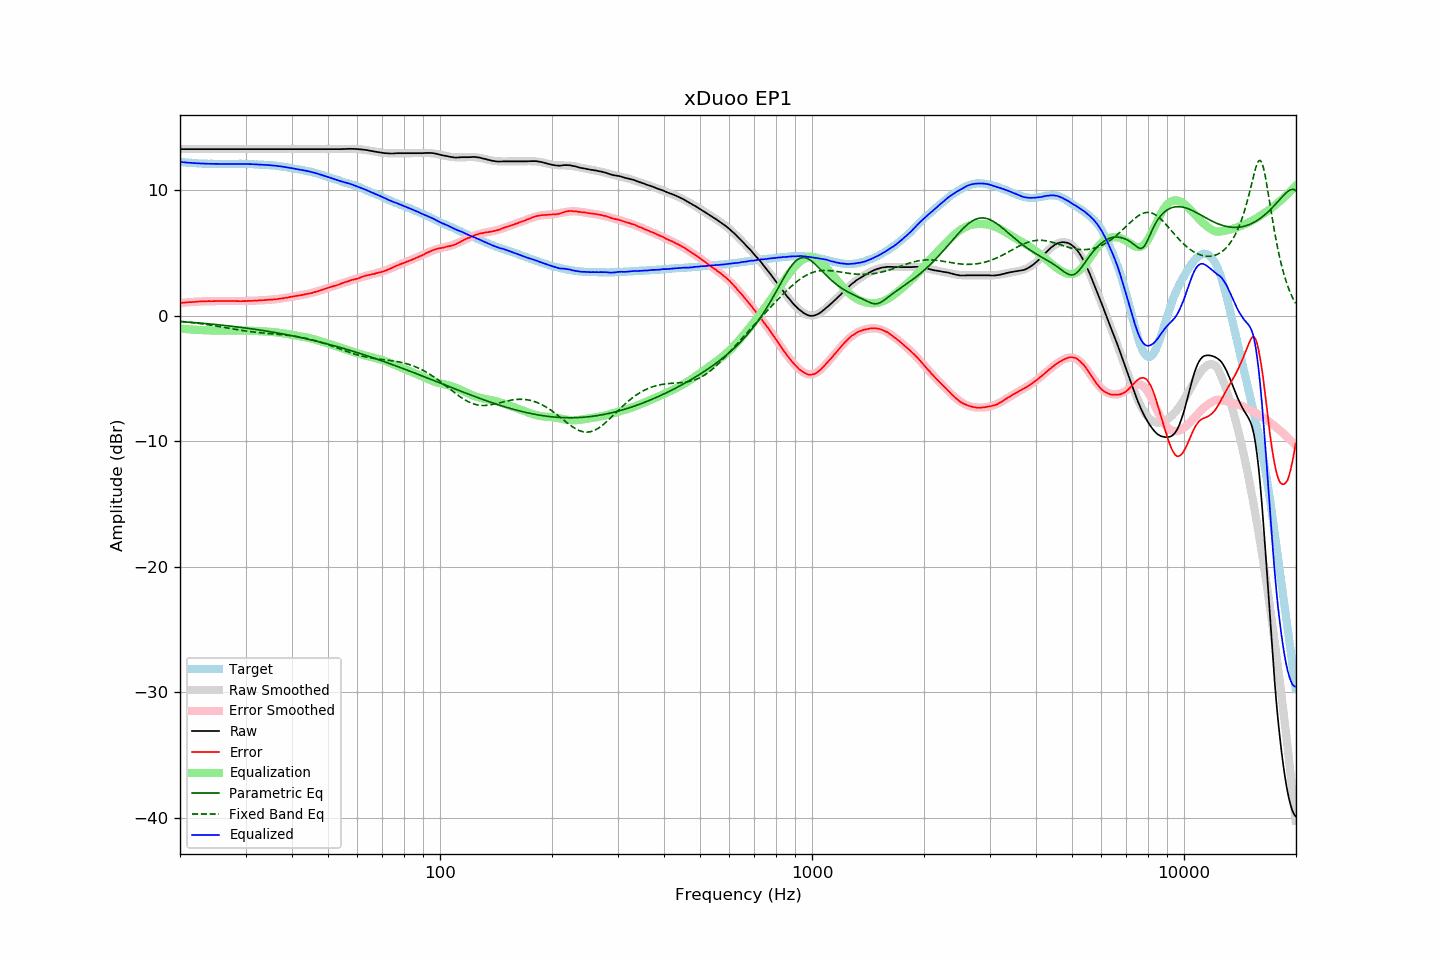 xDuoo EP1
10
0
−10
−20
−30
−40
Amplitude (dBr)
Target
Raw Smoothed
Error Smoothed
Raw
Error
Equalization
Parametric Eq
Fixed Band Eq
Equalized
100
1000
10000
Frequency (Hz)